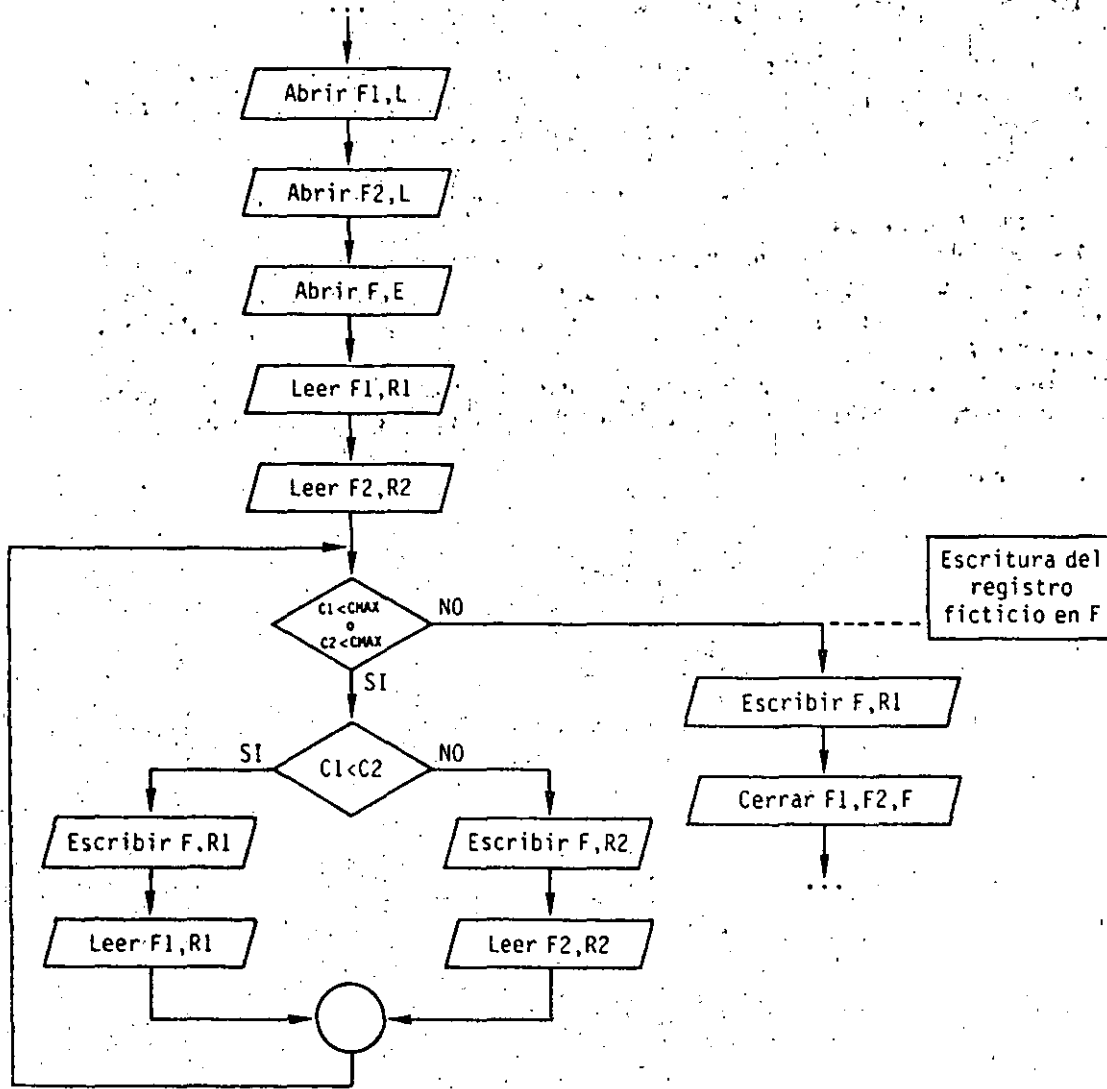 ...
Abrir F1,L
Abrir F2,L
Abrir F,E
Leer F1,R1
Leer F2,R2
C1<CMAX
o
C2<CMAX
NO
Escritura del
registro
ficticio en F
SI
Escribir F,R1
Cerrar F1,F2,F
...
C1<C2
SI
NO
Escribir F.R1
Leer F1,R1
Escribir F,R2
Leer F2,R2